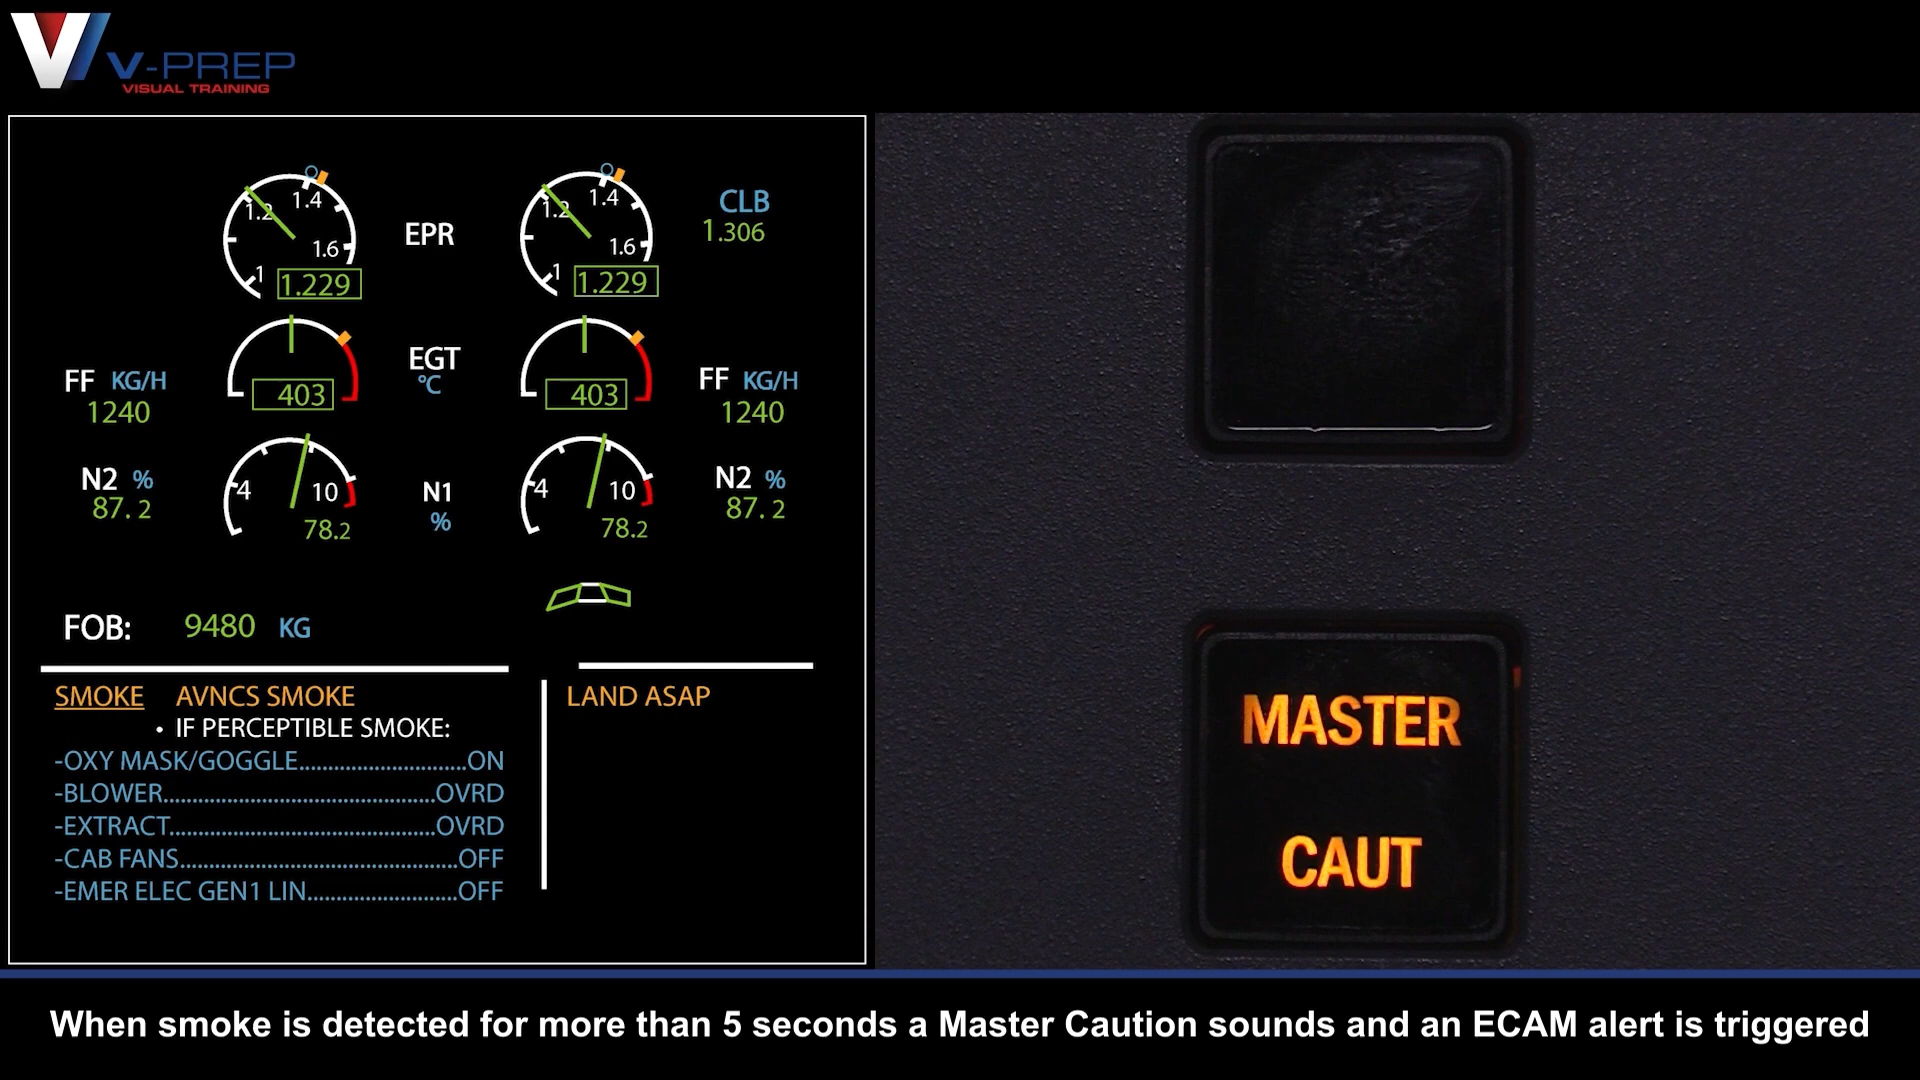 V-PREP
VISUAL TRAINING
1.2 1.4 1.6 1
1.229
EPR
1.2 1.4 1.6 1
1.229
CLB
1.306
FF KG/H
1240
403
EGT
°C
403
FF KG/H
1240
N2 %
87. 2
4 10
78.2
N1
%
4 10
78.2
N2 %
87. 2
FOB: 9480 KG
SMOKE AVNCS SMOKE
• IF PERCEPTIBLE SMOKE:
-OXY MASK/GOGGLE.............................ON
-BLOWER...............................................OVRD
-EXTRACT..............................................OVRD
-CAB FANS................................................OFF
-EMER ELEC GEN1 LIN..........................OFF
LAND ASAP
MASTER
CAUT
When smoke is detected for more than 5 seconds a Master Caution sounds and an ECAM alert is triggered